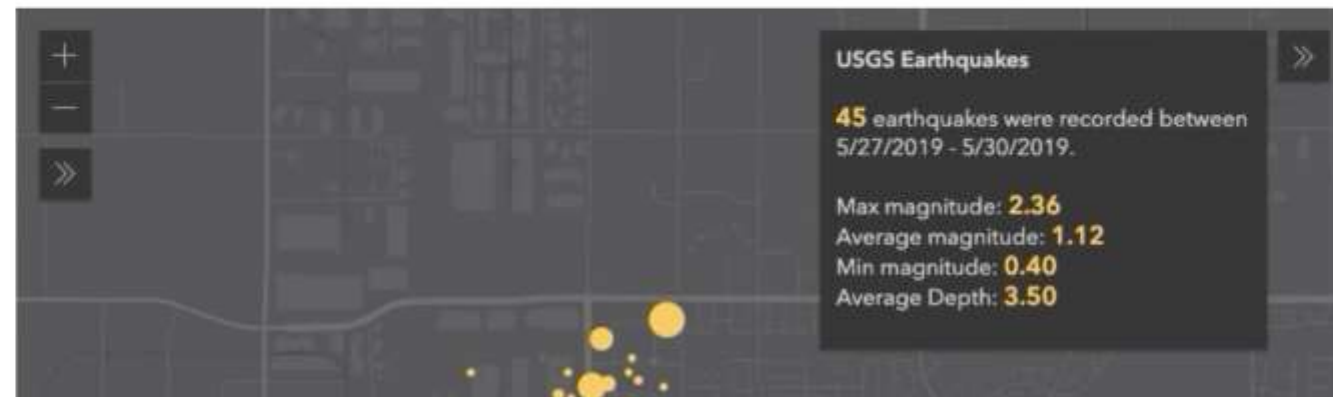 USGS Earthquakes
45 earthquakes were recorded between
5/27/2019 - 5/30/2019.
Max magnitude: 2.36
Average magnitude: 1.12
Min magnitude: 0.40
Average Depth: 3.50